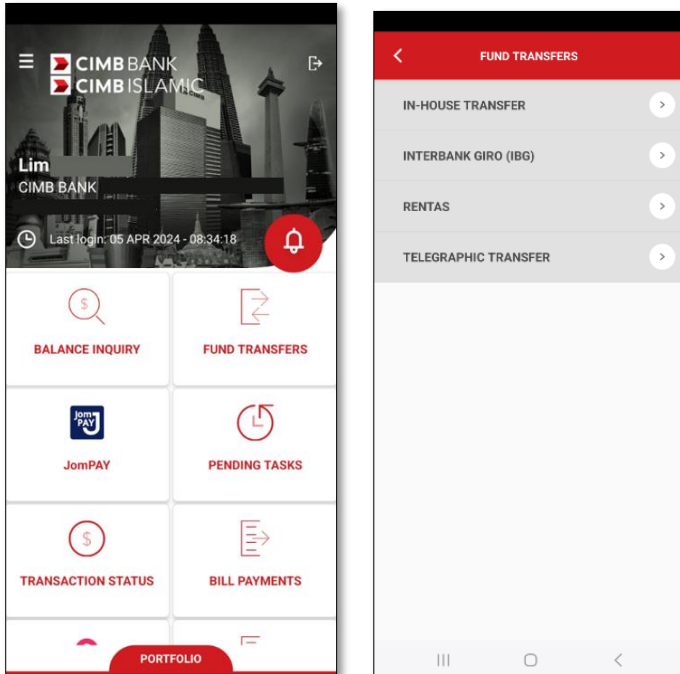 CIMB BANK
CIMB ISLAMIC
Lim
CIMB BANK
Last login: 05 APR 2024 - 08:34:18
BALANCE INQUIRY
FUND TRANSFERS
Jom
PAY
JomPAY
PENDING TASKS
TRANSACTION STATUS
BILL PAYMENTS
PORTFOLIO
FUND TRANSFERS
IN-HOUSE TRANSFER
INTERBANK GIRO (IBG)
RENTAS
TELEGRAPHIC TRANSFER